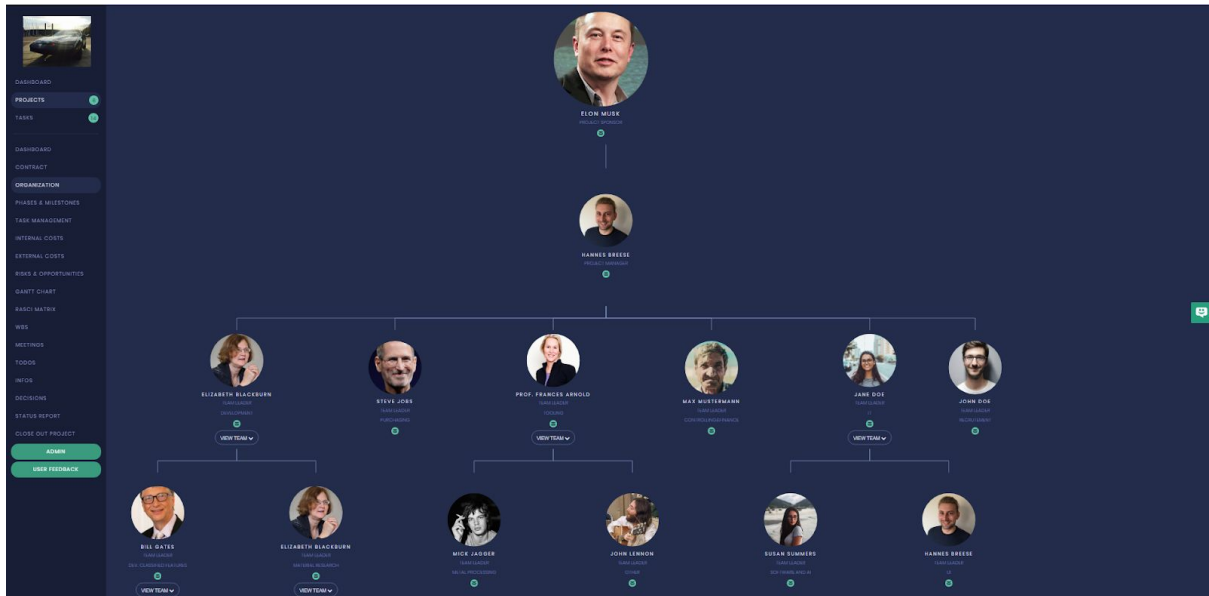 DASHBOARD
PROJECTS
TASKS
DASHBOARD
CONTRACT
ORGANIZATION
PHASES & MILESTONES
TASK MANAGEMENT
INTERNAL COSTS
EXTERNAL COSTS
RISKS & OPPORTUNITIES
GANTT CHART
RASCI MATRIX
WBS
MEETINGS
TODOS
INFOS
DECISIONS
STATUS REPORT
CLOSE OUT PROJECT
ADMIN
USER FEEDBACK
ELON MUSK
PROJECT SPONSOR
HANNES BREESE
PROJECT MANAGER
ELIZABETH BLACKBURN
TEAM LEADER
DEVELOPMENT
VIEW TEAM
STEVE JOBS
TEAM LEADER
PURCHASING
PROF. FRANCES ARNOLD
TEAM LEADER
VIEW TEAM
MAX MUSTERMANN
TEAM LEADER
JANE DOE
TEAM LEADER
IT
VIEW TEAM
JOHN DOE
TEAM LEADER
RECRUITMENT
BILL GATES
TEAM LEADER
VIEW TEAM
ELIZABETH BLACKBURN
TEAM LEADER
MATERIAL RESEARCH
VIEW TEAM
MICK JAGGER
TEAM LEADER
METAL PROCESSING
JOHN LENNON
TEAM LEADER
OTHER
SUSAN SUMMERS
TEAM LEADER
HANNES BREESE
TEAM LEADER